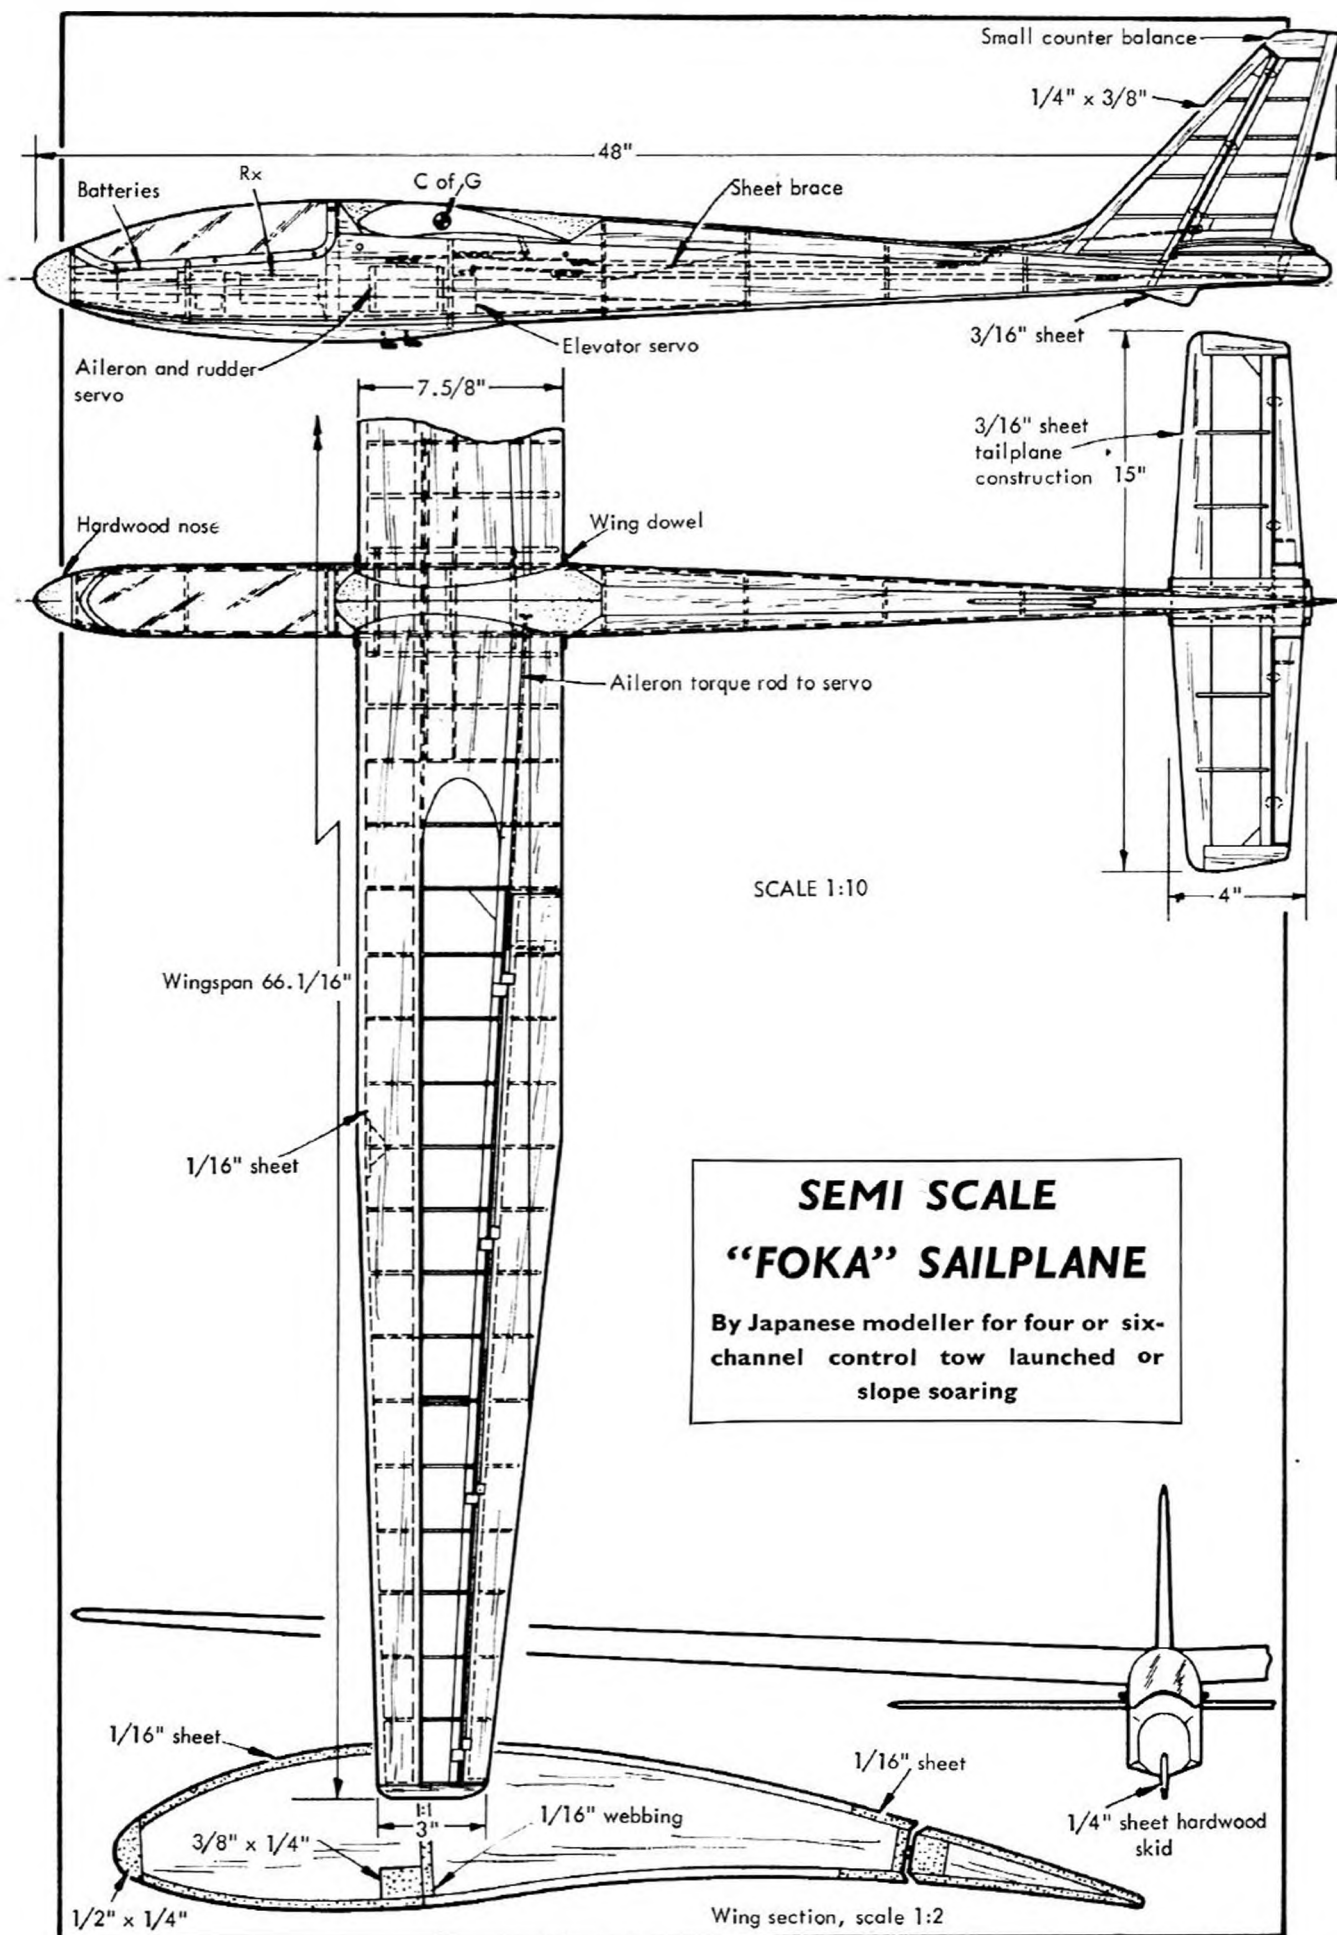 Small counter balance
1/4" x 3/8"
48"
Batteries
Rx
C of G
Sheet brace
3/16" sheet
Elevator servo
Aileron and rudder
servo
7.5/8"
3/16" sheet
tailplane
construction
15"
Hardwood nose
Wing dowel
Aileron torque rod to servo
SCALE 1:10
4"
Wingspan 66.1/16"
1/16" sheet
SEMI SCALE
“FOKA” SAILPLANE
By Japanese modeller for four or six-
channel control tow launched or
slope soaring
1/16" sheet
1/16" sheet
3"
1/16" webbing
3/8" x 1/4"
1/4" sheet hardwood
skid
1/2" x 1/4"
Wing section, scale 1:2